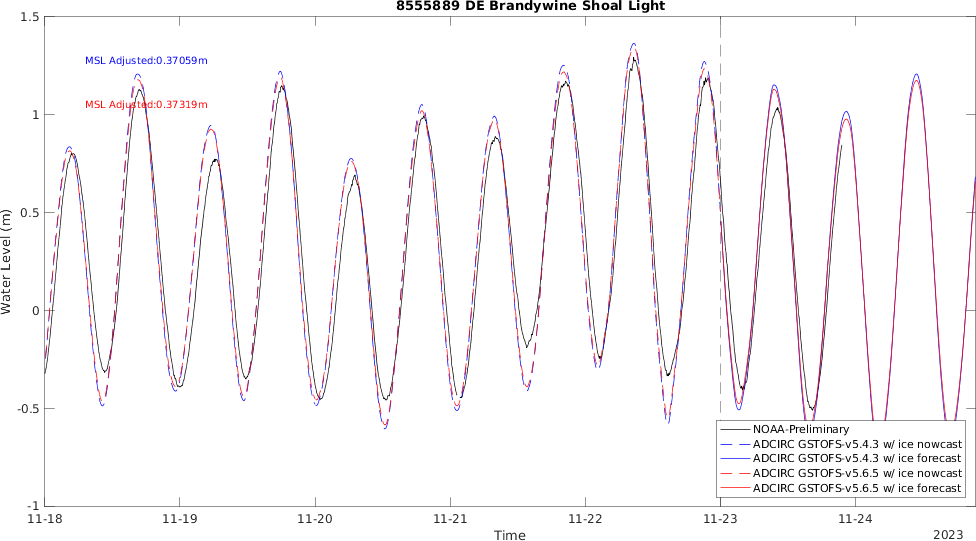 8555889 DE Brandywine Shoal Light
1.5
MSL Adjusted:0.37059m
MSL Adjusted:0.37319m
1
0.5
Water Level (m)
0
-0.5
NOAA-Preliminary
ADCIRC GSTOFS-v5.4.3 w/ ice nowcast
ADCIRC GSTOFS-v5.4.3 w/ ice forecast
ADCIRC GSTOFS-v5.6.5 w/ ice nowcast
ADCIRC GSTOFS-v5.6.5 w/ ice forecast
-1
11-18 11-19 11-20 11-21 11-22 11-23 11-24
Time
2023